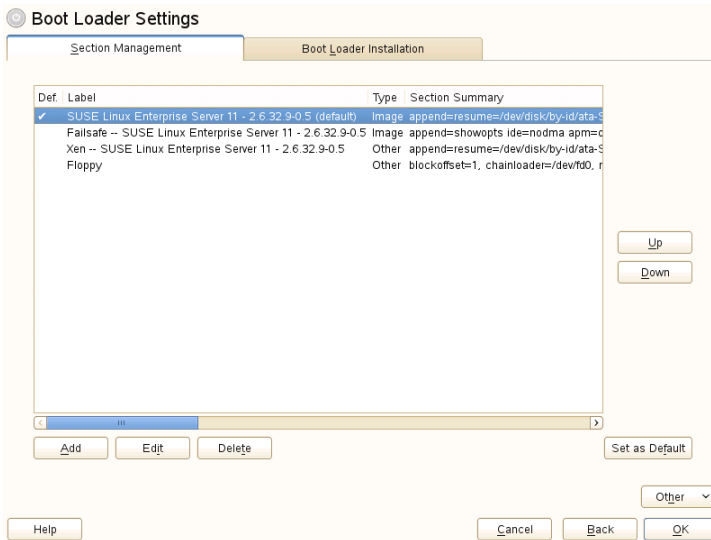 Boot Loader Settings
Section Management
Boot Loader Installation
Def. Label Type Section Summary
✔ SUSE Linux Enterprise Server 11 - 2.6.32.9-0.5 (default) Image append=resume=/dev/disk/by-id/ata-S
Failsafe -- SUSE Linux Enterprise Server 11 - 2.6.32.9-0.5 Image append=showopts ide=nodma apm=o
Xen -- SUSE Linux Enterprise Server 11 - 2.6.32.9-0.5 Other append=resume=/dev/disk/by-id/ata-S
Floppy Other blockoffset=1, chainloader=/dev/fd0, r
Up
Down
Add Edit Delete Set as Default
Other
Help Cancel Back OK